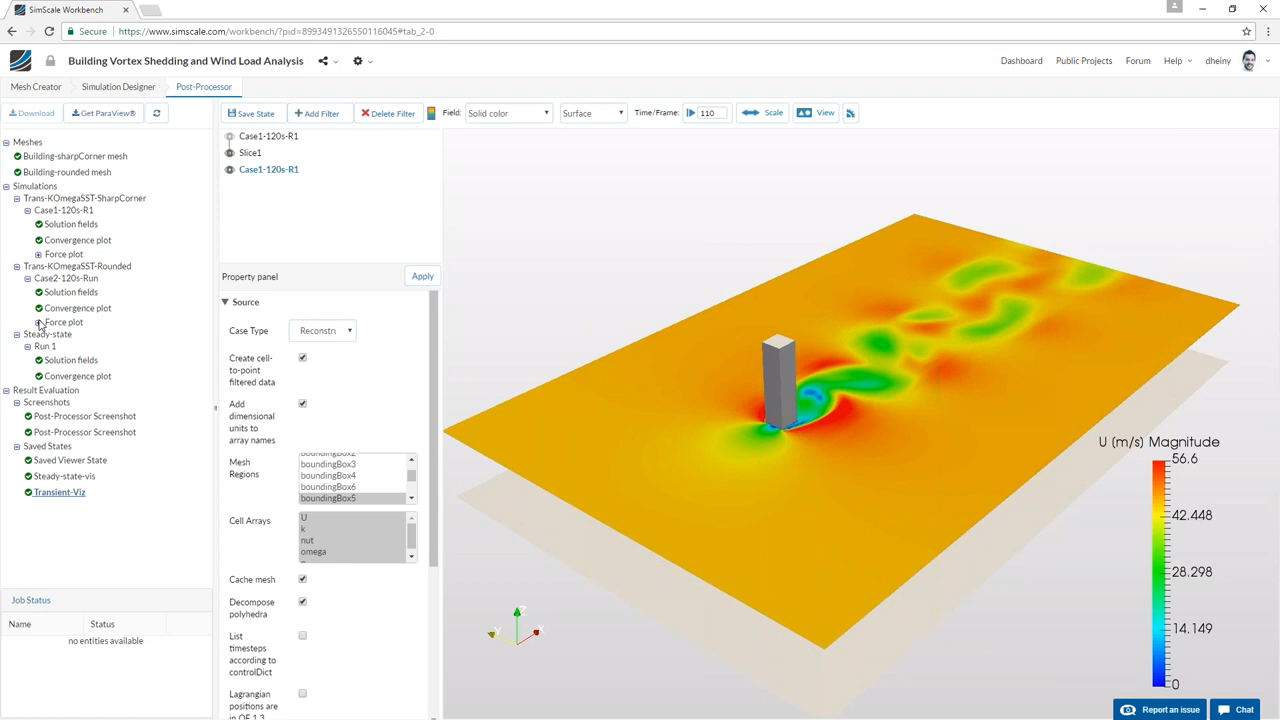 SimScale Workbench
Secure
https://www.simscale.com/workbench/?pid=8993491326550116045#tab_2-0
Building Vortex Shedding and Wind Load Analysis
Dashboard
Public Projects
Forum
Help
dheiny
Mesh Creator
Simulation Designer
Post-Processor
Download
Get ParaView®
Save State
Add Filter
Delete Filter
Field:
Solid color
Surface
Time/Frame:
110
Scale
View
Meshes
Building-sharpCorner mesh
Building-rounded mesh
Simulations
Trans-KOmegaSST-SharpCorner
Case1-120s-R1
Solution fields
Convergence plot
Force plot
Trans-KOmegaSST-Rounded
Case2-120s-Run
Solution fields
Convergence plot
Force plot
Steady-state
Run 1
Solution fields
Convergence plot
Result Evaluation
Screenshots
Post-Processor Screenshot
Post-Processor Screenshot
Saved States
Saved Viewer State
Steady-state-vis
Transient-Viz
Job Status
Name
Status
no entities available
Case1-120s-R1
Slice1
Case1-120s-R1
Property panel
Apply
Source
Case Type
Reconstru
Create cell-
to-point
filtered data
Add
dimensional
units to
array names
Mesh
Regions
boundingBox2
boundingBox3
boundingBox4
boundingBox6
boundingBox5
Cell Arrays
U
k
nut
omega
Cache mesh
Decompose
polyhedra
List
timesteps
according to
controlDict
Lagrangian
positions are
in OF 1.3
U (m/s) Magnitude
56.6
42.448
28.298
14.149
0
Z
Y
X
Report an issue
Chat